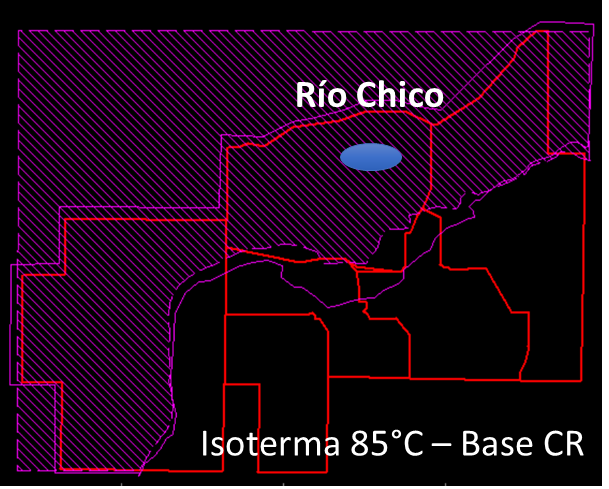 Río Chico
Isoterma 85°C – Base CR